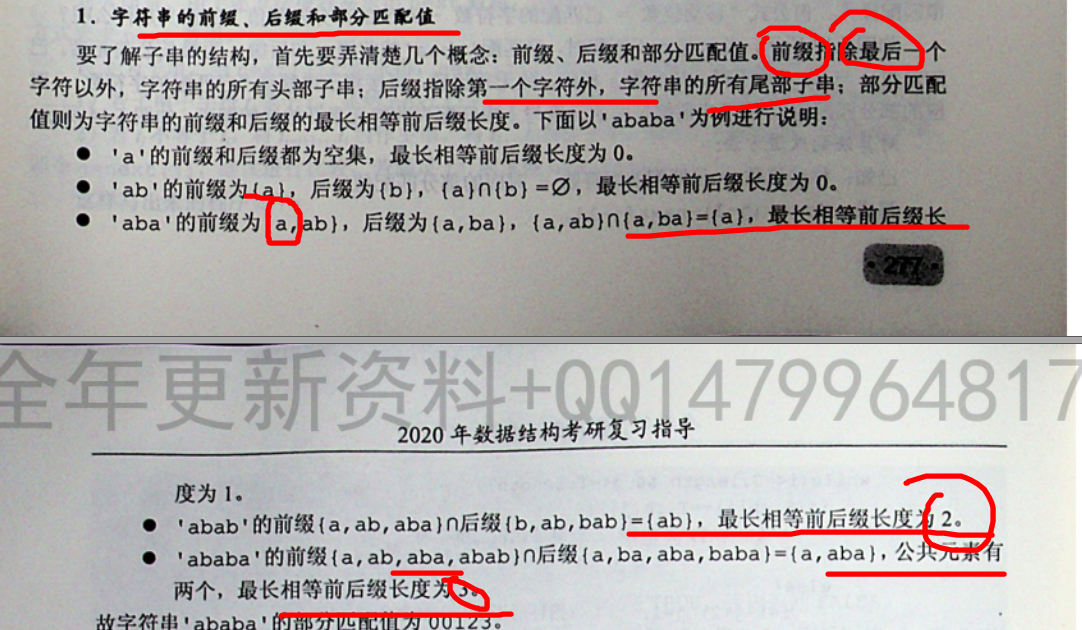 1. 字符串的前缀、后缀和部分匹配值
要了解子串的结构，首先要弄清楚几个概念：前缀、后缀和部分匹配值。前缀指除最后一个
字符以外，字符串的所有头部子串；后缀指除第一个字符外，字符串的所有尾部子串；部分匹配
值则为字符串的前缀和后缀的最长相等前后缀长度。下面以'ababa'为例进行说明：
● 'a'的前缀和后缀都为空集，最长相等前后缀长度为 0。
● 'ab'的前缀为{a}，后缀为{b}，{a}∩{b}=∅，最长相等前后缀长度为 0。
● 'aba'的前缀为{a,ab}，后缀为{a,ba}，{a,ab}∩{a,ba}={a}，最长相等前后缀长
·277·
全年更新资料+QQ1479964817
2020 年数据结构考研复习指导
度为 1。
● 'abab'的前缀{a,ab,aba}∩后缀{b,ab,bab}={ab}，最长相等前后缀长度为 2。
● 'ababa'的前缀{a,ab,aba,abab}∩后缀{a,ba,aba,baba}={a,aba}，公共元素有
两个，最长相等前后缀长度为 3。
故字符串'ababa'的部分匹配值为 00123。